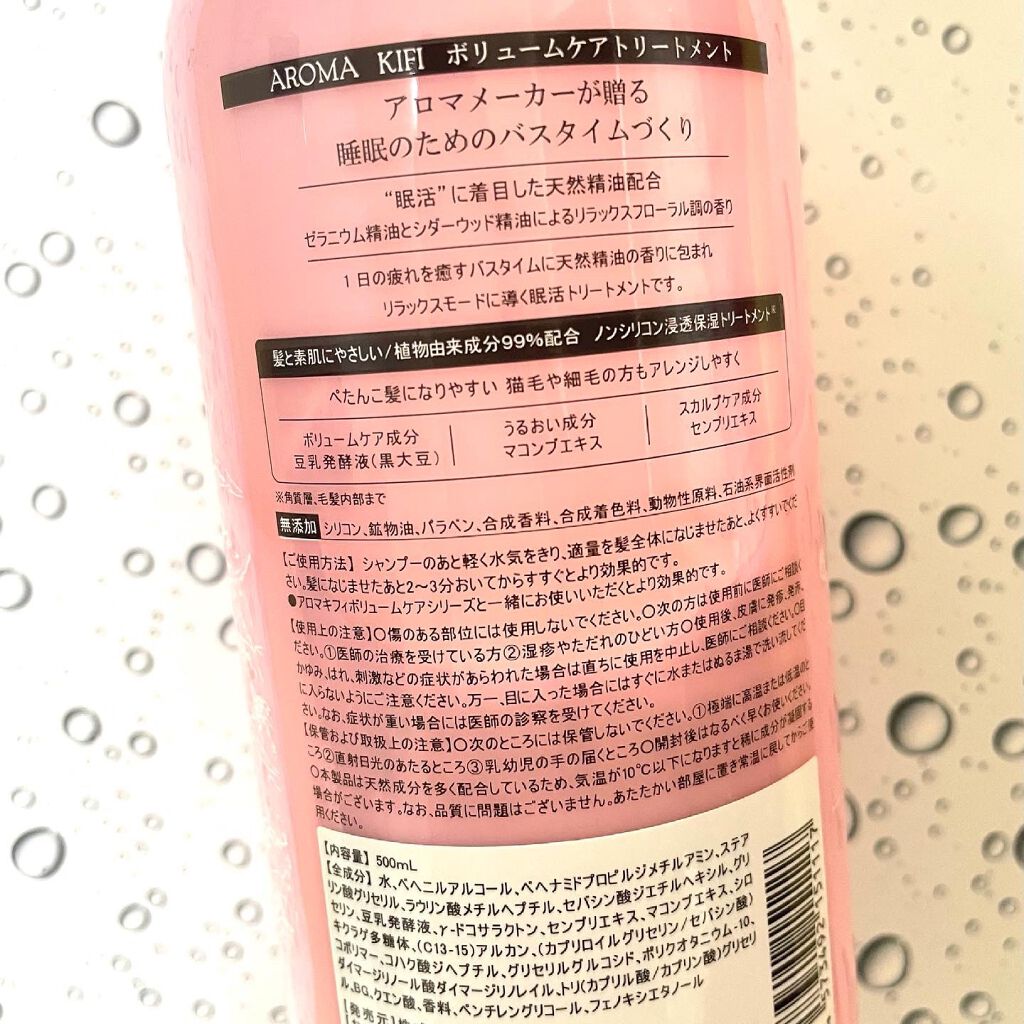 AROMA KIFI ボリュームケアトリートメント
アロマメーカーが贈る
睡眠のためのバスタイムづくり
“眠活”に着目した天然精油配合
ゼラニウム精油とシダーウッド精油によるリラックスフローラル調の香り
1日の疲れを癒すバスタイムに天然精油の香りに包まれ
リラックスモードに導く眠活トリートメントです。
髪と素肌にやさしい/植物由来成分99%配合 ノンシリコン浸透保湿トリートメント※
ぺたんこ髪になりやすい 猫毛や細毛の方もアレンジしやすく
ボリュームケア成分
豆乳発酵液(黒大豆)
うるおい成分
マコンブエキス
スカルプケア成分
センブリエキス
※角質層、毛髪内部まで
無添加 シリコン、鉱物油、パラベン、合成香料、合成着色料、動物性原料、石油系界面活性剤
【ご使用方法】シャンプーのあと軽く水気をきり、適量を髪全体になじませたあと、よくすすいでくだ
さい。髪になじませたあと2〜3分おいてからすすぐとより効果的です。
●アロマキフィボリュームケアシリーズと一緒にお使いいただくとより効果的です。
【使用上の注意】○傷のある部位には使用しないでください。○次の方は使用前に医師にご相談く
ださい。①医師の治療を受けている方②湿疹やただれのひどい方○使用後、皮膚に発疹、発赤、
かゆみ、はれ、刺激などの症状があらわれた場合は直ちに使用を中止し、医師にご相談ください。○目
に入らないようにご注意ください。万一、目に入った場合にはすぐに水またはぬるま湯で洗い流してくだ
さい。なお、症状が重い場合には医師の診察を受けてください。
【保管および取扱上の注意】○次のところには保管しないでください。①極端に高温または低温のと
ころ②直射日光のあたるところ③乳幼児の手の届くところ○開封後はなるべく早くお使いください。
○本製品は天然成分を多く配合しているため、気温が10℃以下になりますと稀に成分が凝固する
場合がございます。なお、品質に問題はございません。あたたかい部屋に置き常温に戻してからご使
用ください。
【内容量】500mL
【全成分】水、ベヘニルアルコール、ベヘナミドプロピルジメチルアミン、ステア
リン酸グリセリル、ラウリン酸メチルヘプチル、セバシン酸ジエチルヘキシル、グリ
セリン、豆乳発酵液、γ-ドコサラクトン、センブリエキス、マコンブエキス、シロ
キクラゲ多糖体、(C13-15)アルカン、(カプリロイルグリセリン/セバシン酸)
コポリマー、コハク酸ジヘプチル、グリセリルグルコシド、ポリクオタニウム-10、
ダイマージリノール酸ダイマージリノレイル、トリ(カプリル酸/カプリン酸)グリセリ
ル、BG、クエン酸、香料、ペンチレングリコール、フェノキシエタノール
【発売元】